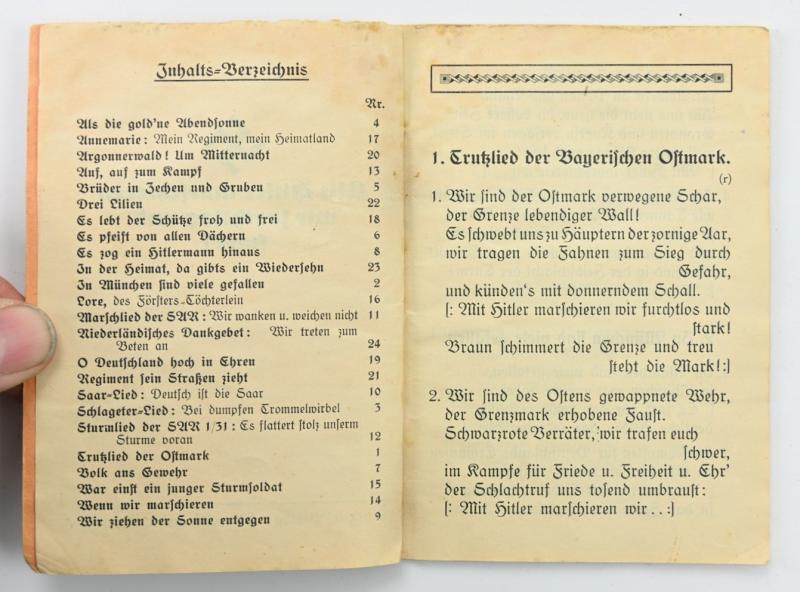 Inhalts-Verzeichnis
Nr.
Als die gold'ne Abendsonne 4
Annemarie: Mein Regiment, mein Heimatland 17
Argonnerwald! Um Mitternacht 20
Auf, auf zum Kampf 13
Brüder in Zechen und Gruben 5
Drei Lilien 22
Es lebt der Schütze froh und frei 18
Es pfeift von allen Dächern 6
Es zog ein Hitlermann hinaus 8
In der Heimat, da gibts ein Wiedersehn 23
In München sind viele gefallen 2
Lore, des Försters-Töchterlein 16
Marschlied der SAR: Wir wanken u. weichen nicht 11
Niederländisches Dankgebet: Wir treten zum
Beten an 24
O Deutschland hoch in Ehren 19
Regiment sein Straßen zieht 21
Saar-Lied: Deutsch ist die Saar 10
Schlageter-Lied: Bei dumpfen Trommelwirbel 3
Sturmlied der SAR 1/31: Es flattert stolz unserm
Sturme voran 12
Trutzlied der Ostmark 1
Volk ans Gewehr 7
War einst ein junger Sturmsoldat 15
Wenn wir marschieren 14
Wir ziehen der Sonne entgegen 9
1. Trutzlied der Bayerischen Ostmark.
(r)
1. Wir sind der Ostmark verwegene Schar,
der Grenze lebendiger Wall!
Es schwebt uns zu Häuptern der zornige Aar,
wir tragen die Fahnen zum Sieg durch
Gefahr,
und künden's mit donnerndem Schall.
[: Mit Hitler marschieren wir furchtlos und
stark!
Braun schimmert die Grenze und treu
steht die Mark!:]
2. Wir sind des Ostens gewappnete Wehr,
der Grenzmark erhobene Faust.
Schwarzrote Verräter, wir trafen euch
schwer,
im Kampfe für Friede u. Freiheit u. Ehr'
der Schlachtruf uns tosend umbraust:
[: Mit Hitler marschieren wir . . :]